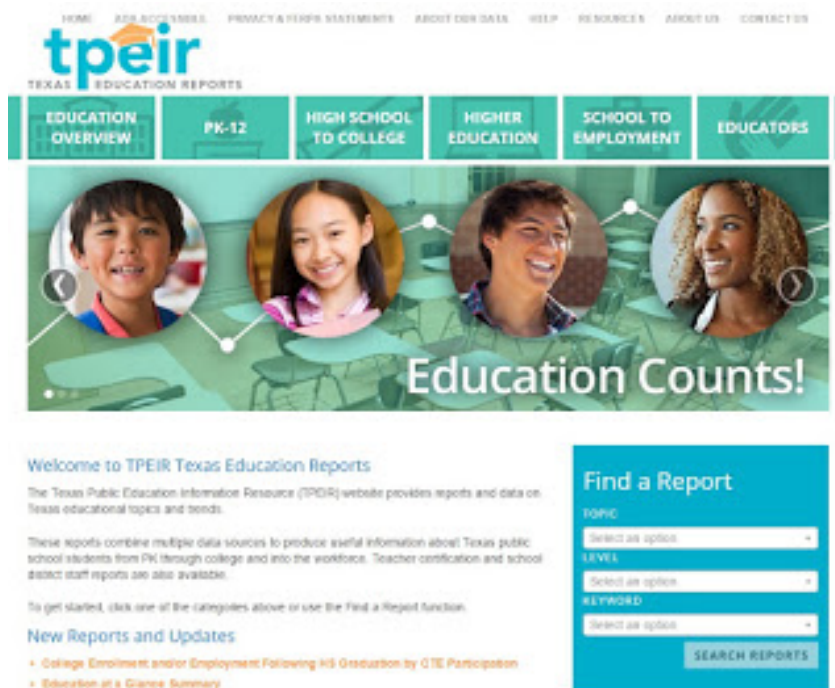 HOME ADA ACCESSIBLE PRIVACY & FERPA STATEMENTS ABOUT OUR DATA HELP RESOURCES ABOUT US CONTACT US
tpeir
TEXAS EDUCATION REPORTS
EDUCATION OVERVIEW
PK-12
HIGH SCHOOL TO COLLEGE
HIGHER EDUCATION
SCHOOL TO EMPLOYMENT
EDUCATORS
Education Counts!
Welcome to TPEIR Texas Education Reports
The Texas Public Education Information Resource (TPEIR) website provides reports and data on
Texas educational topics and trends.
These reports combine multiple data sources to produce useful information about Texas public
school students from PK through college and into the workforce. Teacher certification and school
district staff reports are also available.
To get started, click one of the categories above or use the Find a Report function.
New Reports and Updates
College Enrollment and/or Employment Following HS Graduation by CTE Participation
Education at a Glance Summary
Find a Report
TOPIC
Select an option
LEVEL
Select an option
KEYWORD
Select an option
SEARCH REPORTS